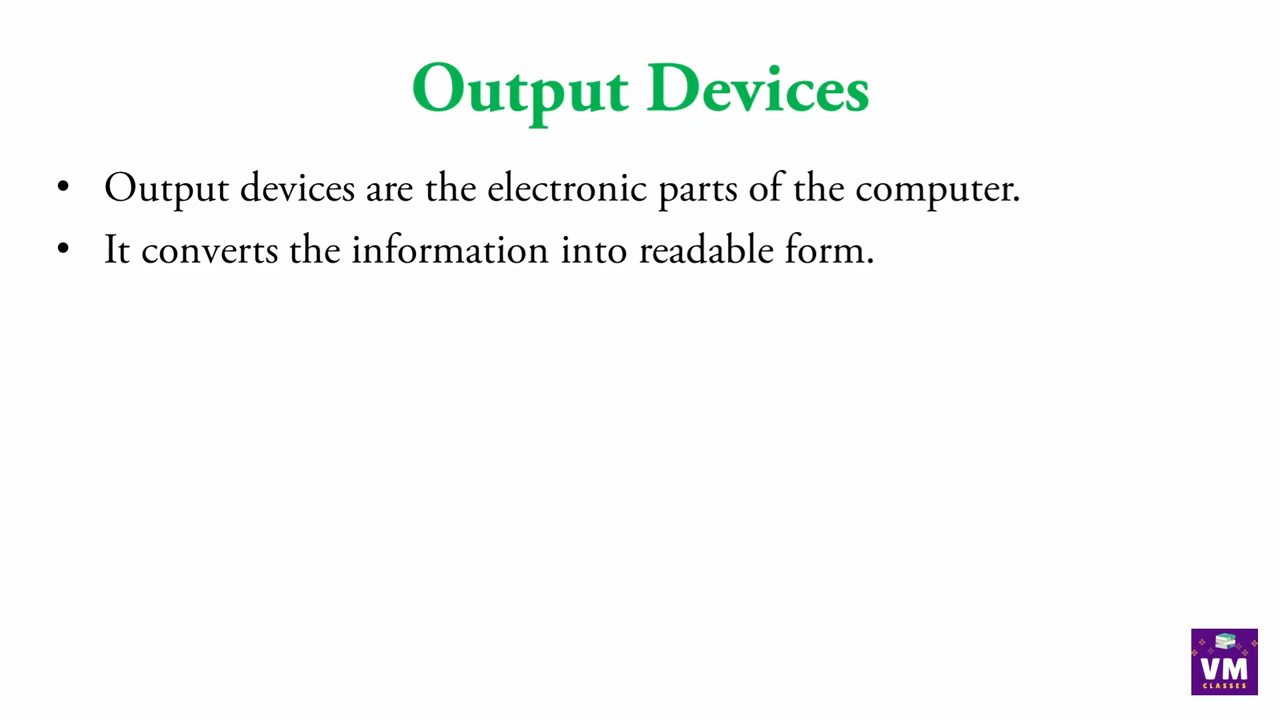 Output Devices
• Output devices are the electronic parts of the computer.
• It converts the information into readable form.
VM
CLASSES